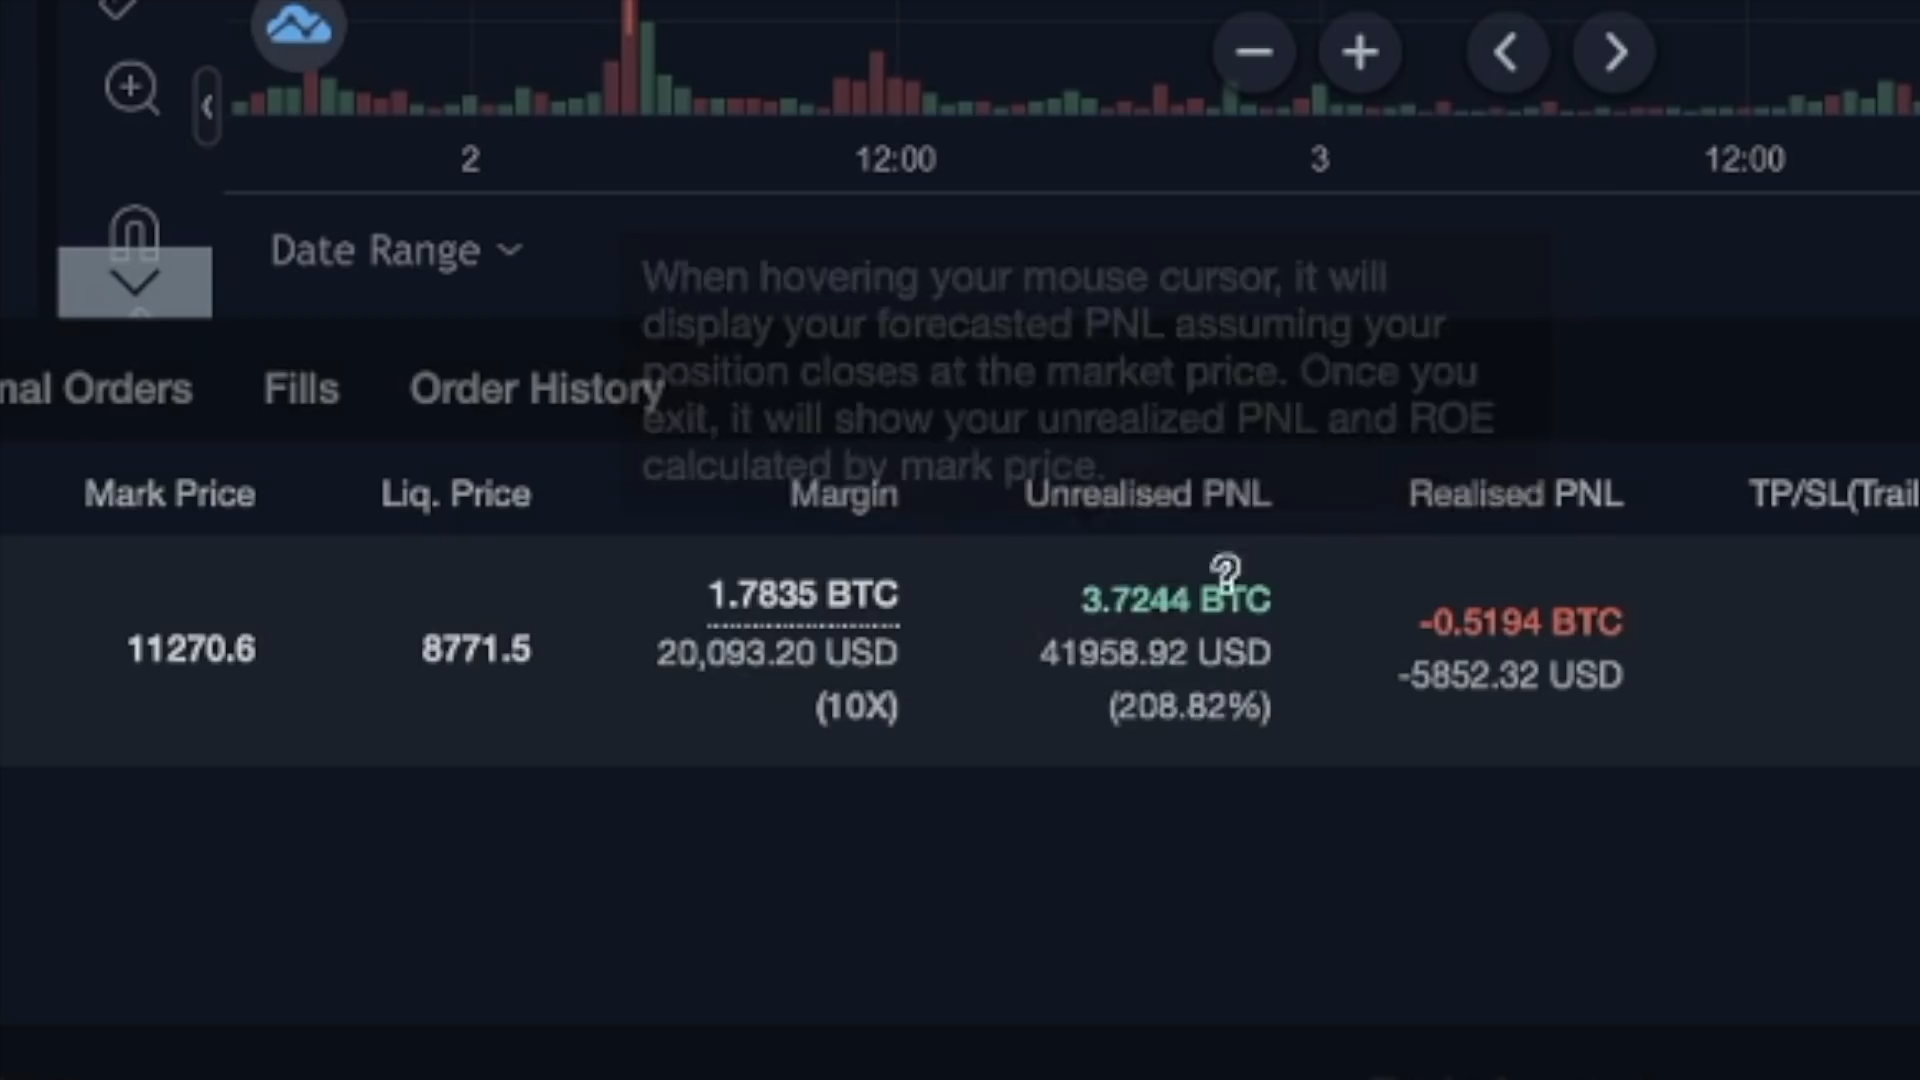 2 12:00 3 12:00
Date Range
When hovering your mouse cursor, it will
display your forecasted PNL assuming your
position closes at the market price. Once you
exit, it will show your unrealized PNL and ROE
calculated by mark price.
nal Orders Fills Order History
Mark Price Liq. Price Margin Unrealised PNL Realised PNL TP/SL(Trail
11270.6 8771.5
1.7835 BTC
20,093.20 USD
(10X)
3.7244 BTC
41958.92 USD
(208.82%)
-0.5194 BTC
-5852.32 USD